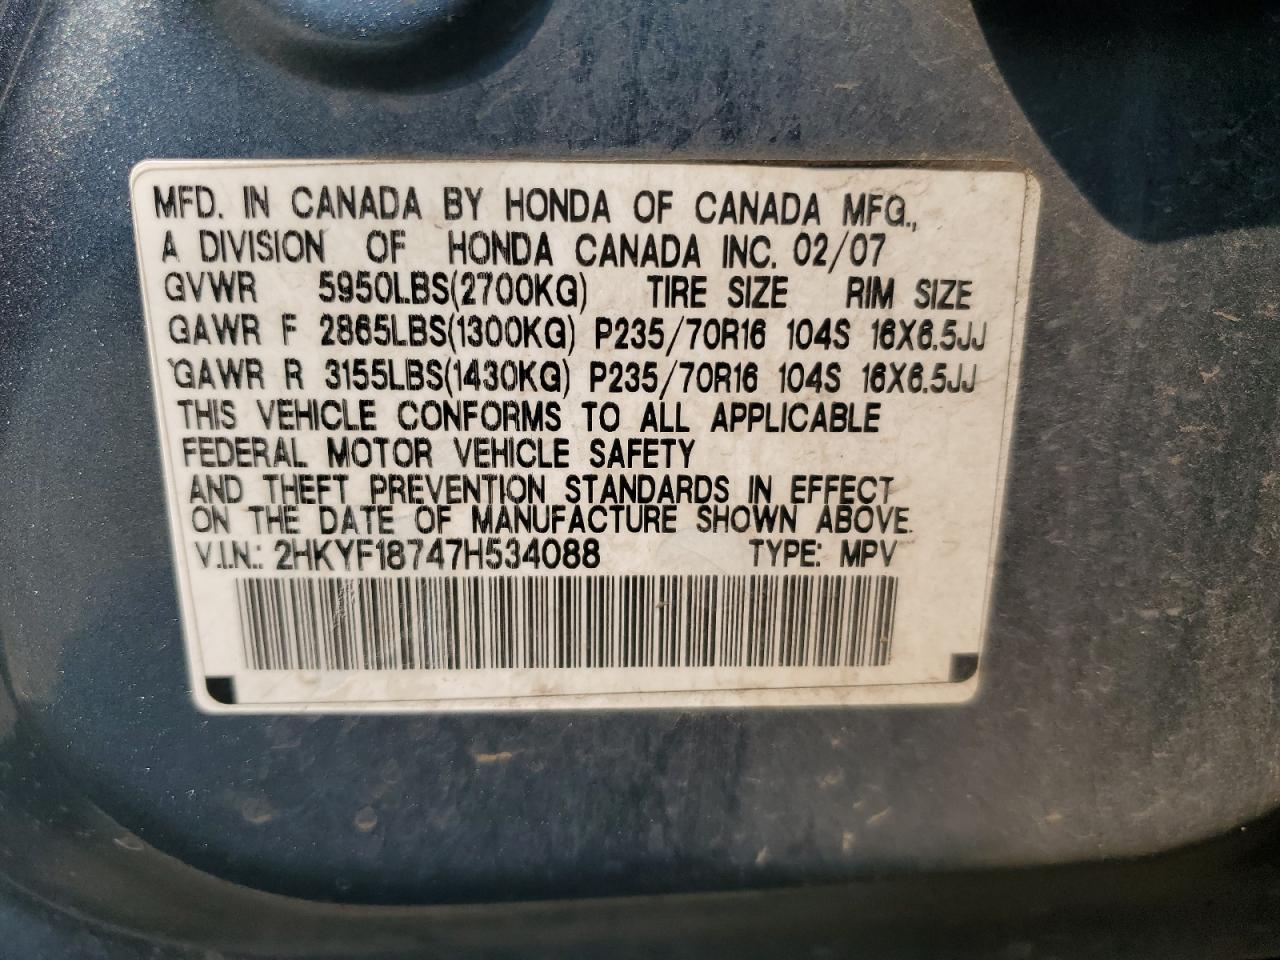 MFD. IN CANADA BY HONDA OF CANADA MFG.,
A DIVISION OF HONDA CANADA INC. 02/07
GVWR 5950LBS(2700KG) TIRE SIZE RIM SIZE
GAWR F 2865LBS(1300KG) P235/70R16 104S 16X6.5JJ
GAWR R 3155LBS(1430KG) P235/70R16 104S 16X6.5JJ
THIS VEHICLE CONFORMS TO ALL APPLICABLE
FEDERAL MOTOR VEHICLE SAFETY
AND THEFT PREVENTION STANDARDS IN EFFECT
ON THE DATE OF MANUFACTURE SHOWN ABOVE.
V.I.N.: 2HKYF18747H534088 TYPE: MPV